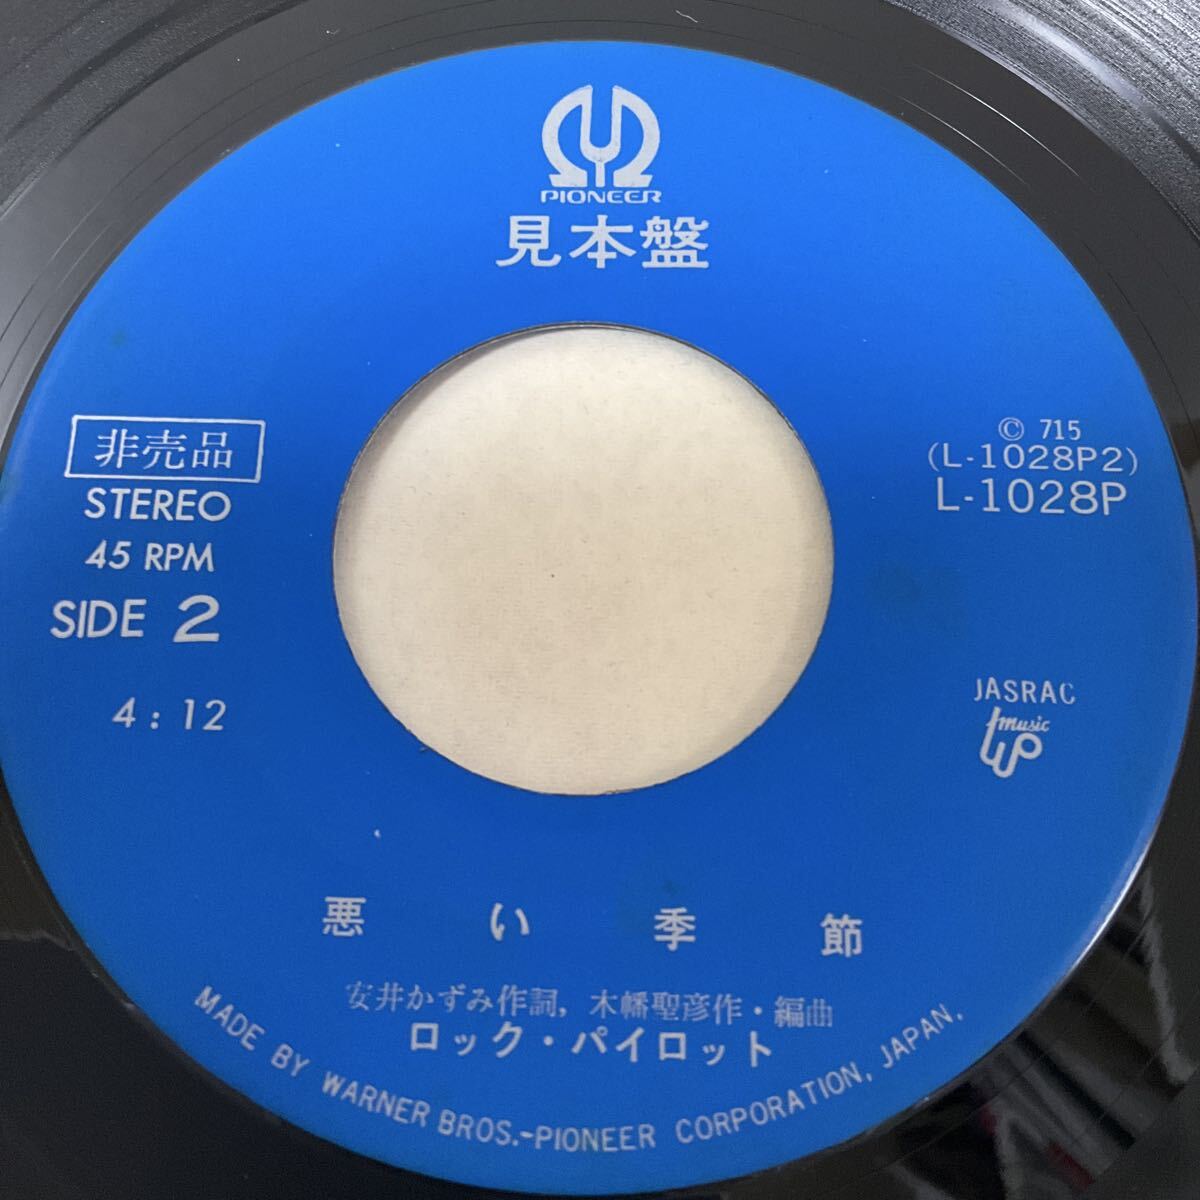 PIONEER
見本盤
非売品
STEREO
45 RPM
SIDE 2
4:12
© 715
(L-1028P2)
L-1028P
JASRAC
music
悪い季節
安井かずみ作詞, 木幡聖彦作・編曲
ロック・パイロット
MADE BY WARNER BROS.-PIONEER CORPORATION, JAPAN.